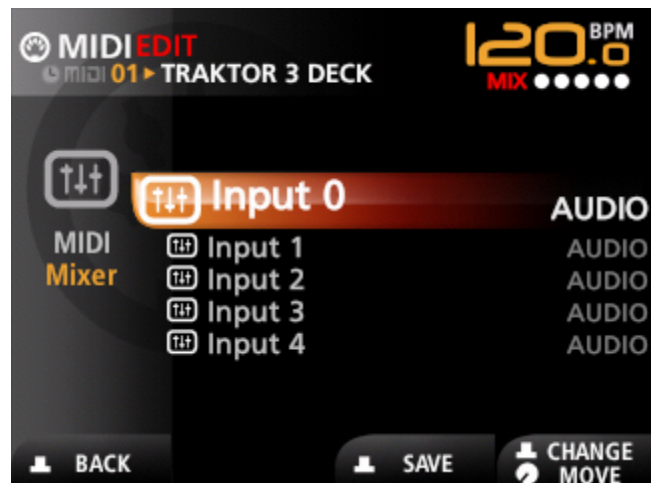 MIDI EDIT
MIDI 01 TRAKTOR 3 DECK
120.0 BPM
MIX
MIDI
Mixer
Input 0 AUDIO
Input 1 AUDIO
Input 2 AUDIO
Input 3 AUDIO
Input 4 AUDIO
BACK
SAVE
CHANGE
MOVE